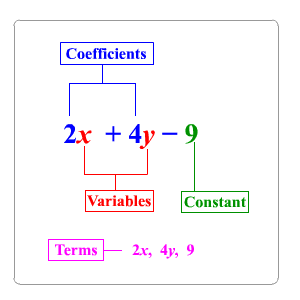 Coefficients
2x + 4y − 9
Variables
Constant
Terms 2x, 4y, 9